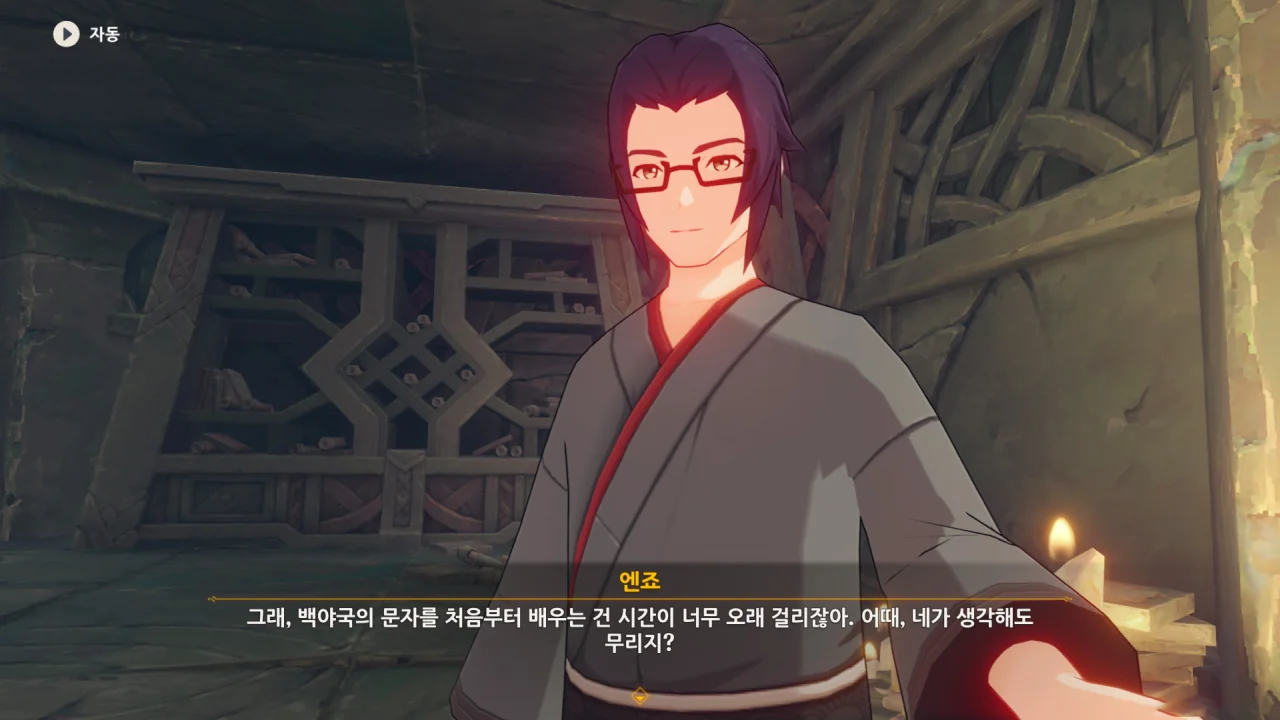 자동
엔죠
그래, 백야국의 문자를 처음부터 배우는 건 시간이 너무 오래 걸리잖아. 어때, 네가 생각해도
무리지?